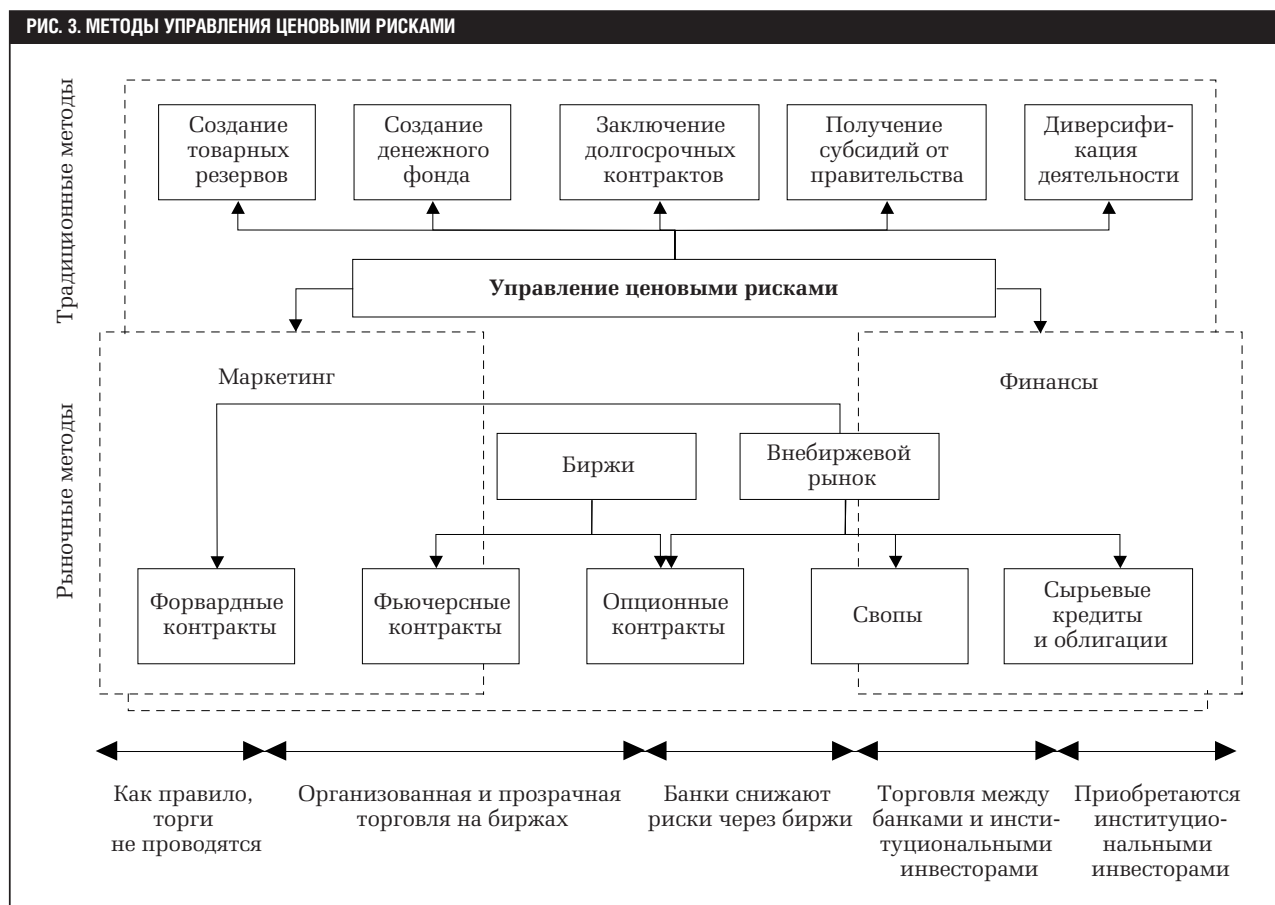 РИС. 3. МЕТОДЫ УПРАВЛЕНИЯ ЦЕНОВЫМИ РИСКАМИ
Традиционные методы
Создание
товарных
резервов
Создание
денежного
фонда
Заключение
долгосрочных
контрактов
Получение
субсидий от
правительства
Диверсифи-
кация
деятельности
Управление ценовыми рисками
Рыночные методы
Маркетинг
Финансы
Биржи
Внебиржевой
рынок
Форвардные
контракты
Фьючерсные
контракты
Опционные
контракты
Свопы
Сырьевые
кредиты
и облигации
Как правило,
торги
не проводятся
Организованная и прозрачная
торговля на биржах
Банки снижают
риски через биржи
Торговля между
банками и инсти-
туциональными
инвесторами
Приобретаются
институцио-
нальными
инвесторами